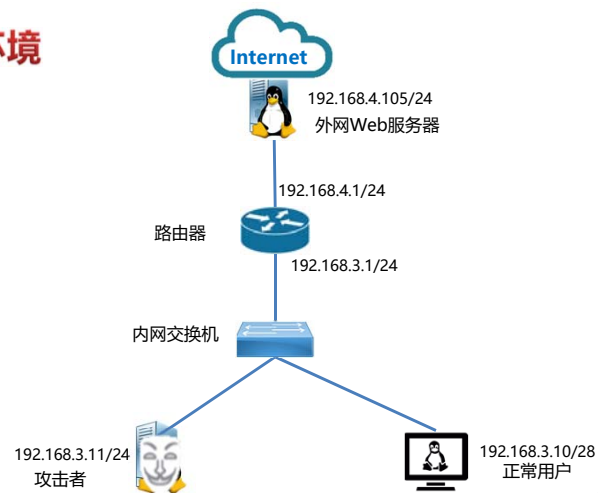 环境
Internet
192.168.4.105/24
外网Web服务器
192.168.4.1/24
路由器
192.168.3.1/24
内网交换机
192.168.3.11/24
攻击者
192.168.3.10/28
正常用户